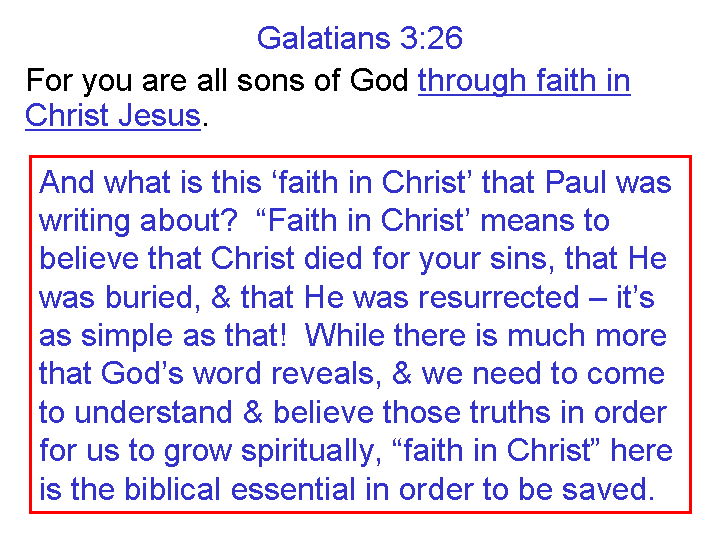 Galatians 3:26
For you are all sons of God through faith in
Christ Jesus.
And what is this ‘faith in Christ’ that Paul was
writing about?  “Faith in Christ’ means to
believe that Christ died for your sins, that He
was buried, & that He was resurrected – it’s
as simple as that!  While there is much more
that God’s word reveals, & we need to come
to understand & believe those truths in order
for us to grow spiritually, “faith in Christ” here
is the biblical essential in order to be saved.